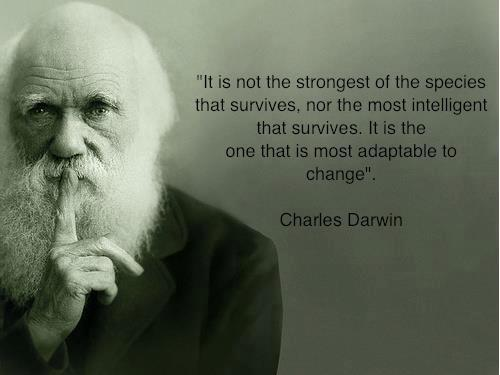 "It is not the strongest of the species
that survives, nor the most intelligent
that survives. It is the
one that is most adaptable to
change".
Charles Darwin